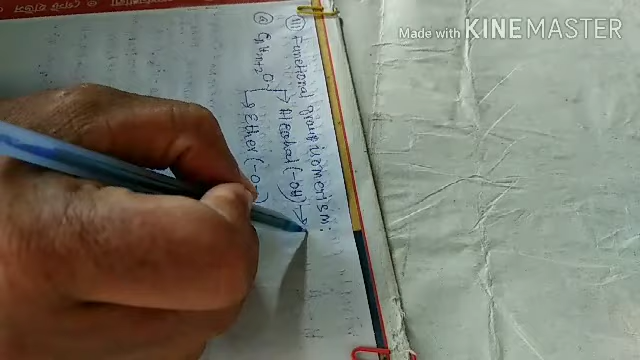 Made with KINEMASTER
(iii) Functional group isomerism:
(a) CnH2n+2O → Alcohol (-OH) →
→ Ether (-O-)